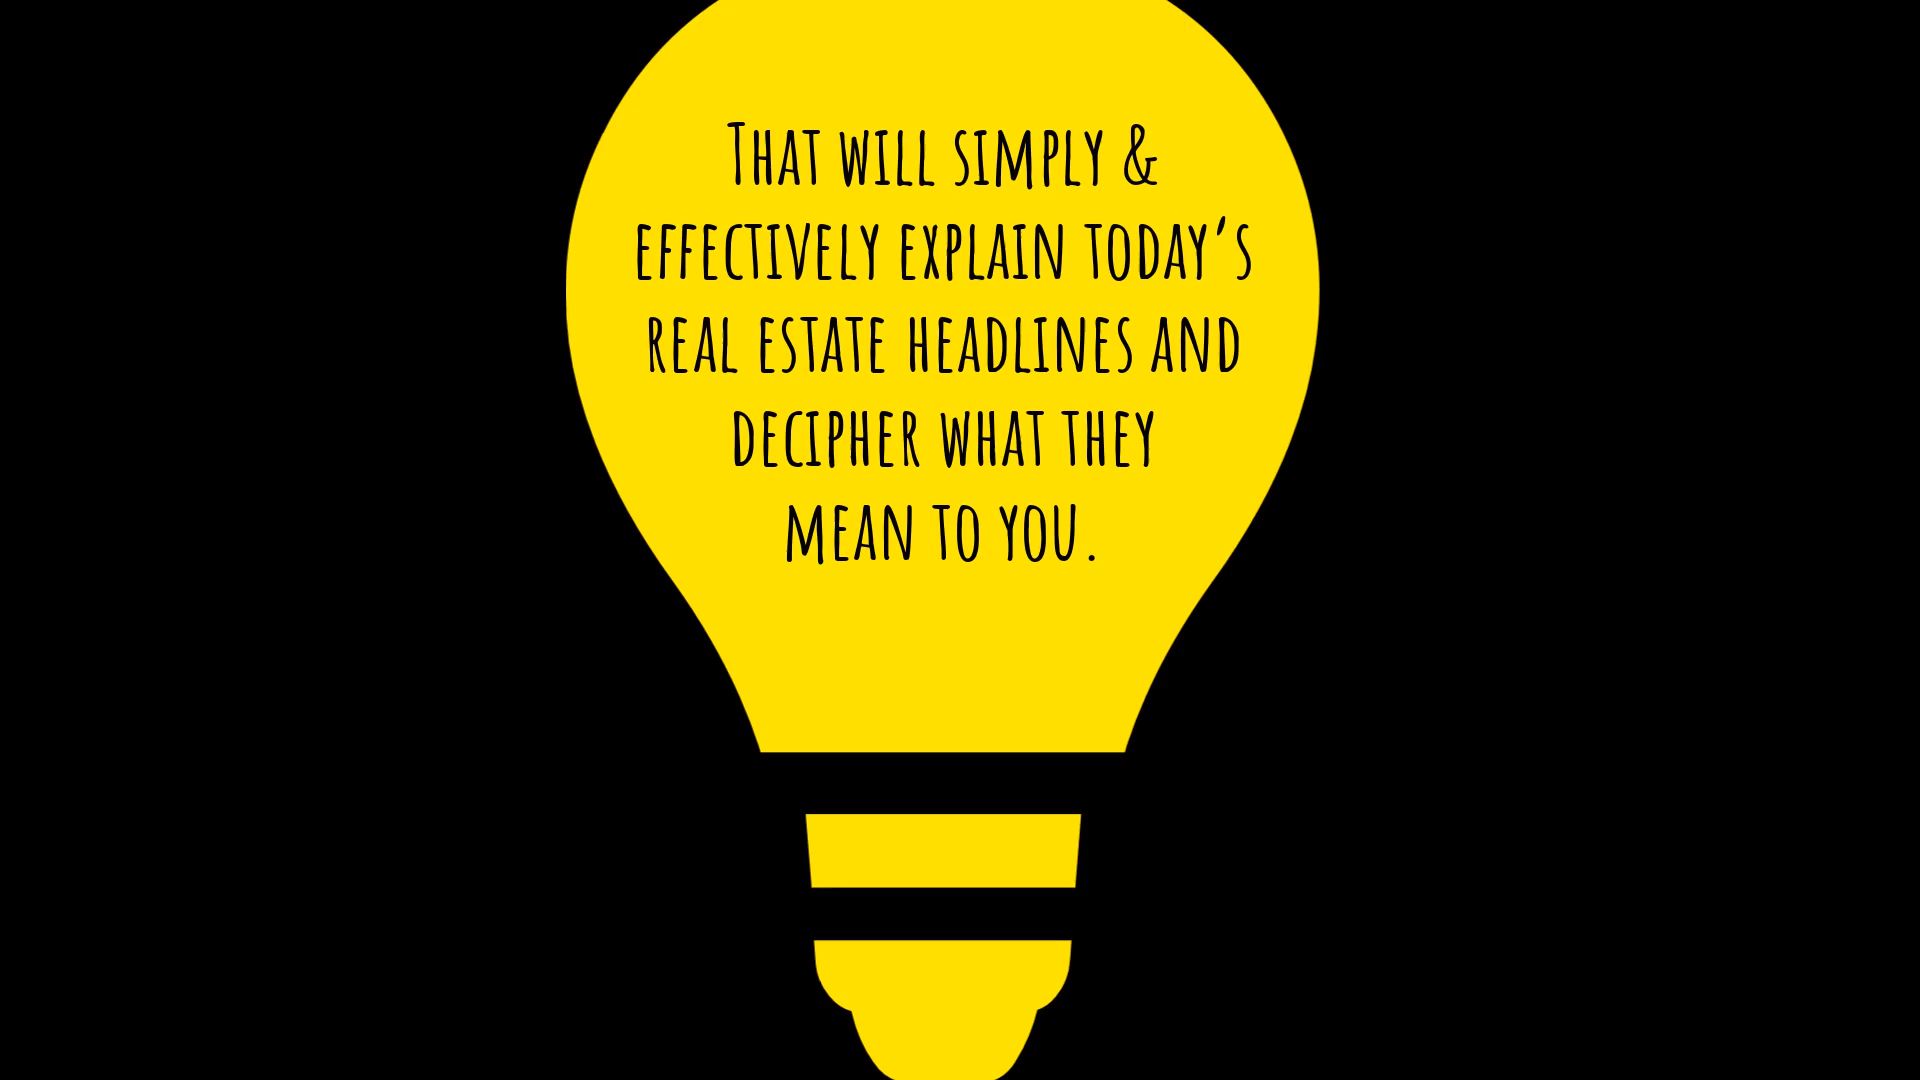 That will simply &
effectively explain today's
real estate headlines and
decipher what they
mean to you.